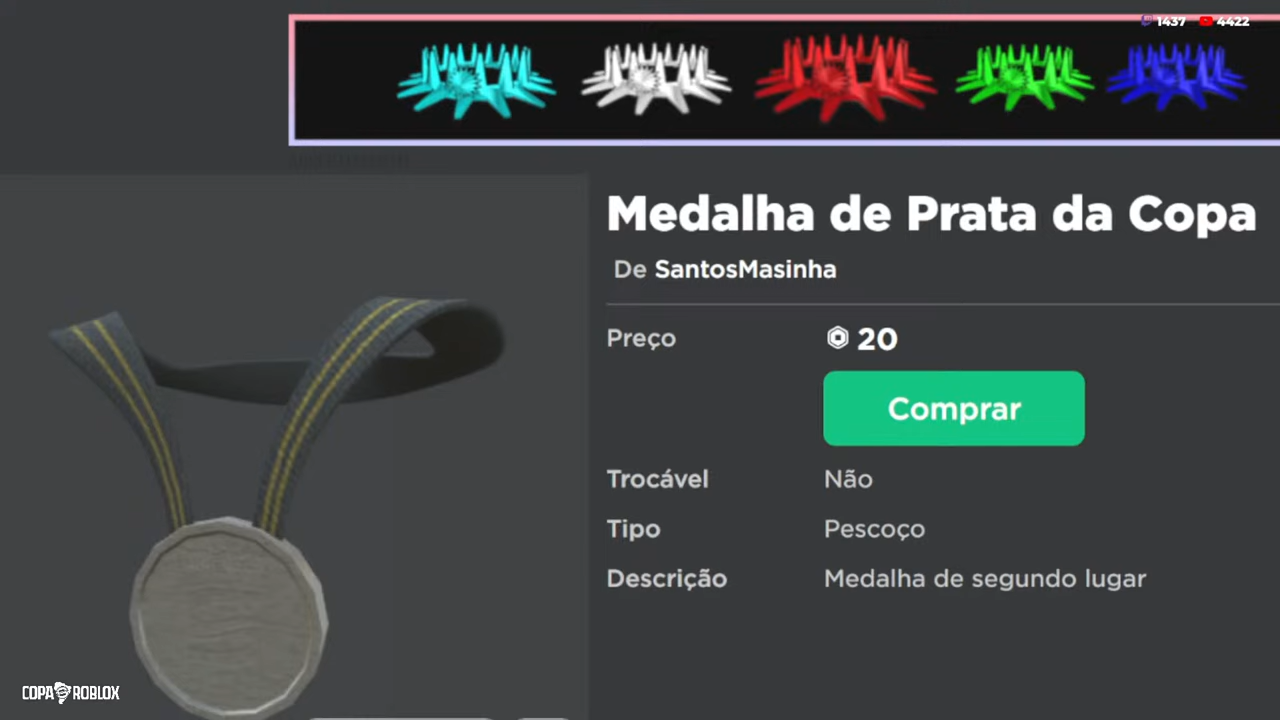 1437 4422
Medalha de Prata da Copa
De SantosMasinha
Preço 20
Comprar
Trocável Não
Tipo Pescoço
Descrição Medalha de segundo lugar
COPA ROBLOX